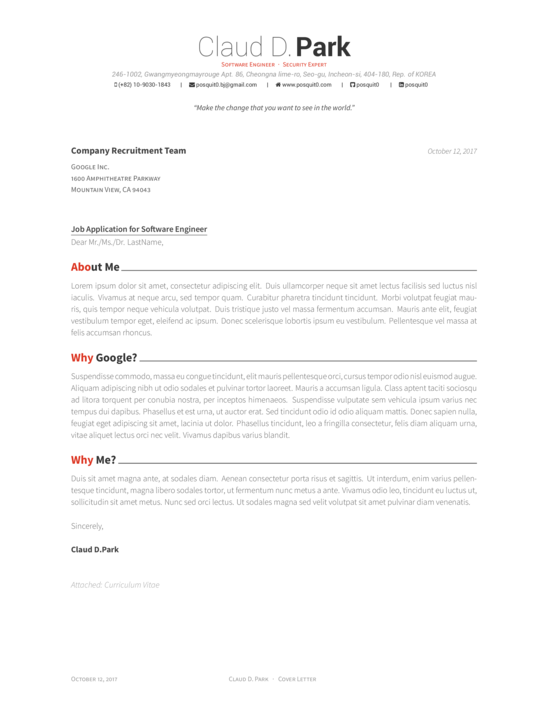 Claud D. Park
Software Engineer · Security Expert
246-1002, Gwangmyeongmayrouge Apt. 86, Cheongna lime-ro, Seo-gu, Incheon-si, 404-180, Rep. of KOREA
(+82) 10-9030-1843 | posquit0.bj@gmail.com | www.posquit0.com | posquit0 | posquit0
"Make the change that you want to see in the world."
Company Recruitment Team October 12, 2017
Google Inc.
1600 Amphitheatre Parkway
Mountain View, CA 94043
Job Application for Software Engineer
Dear Mr./Ms./Dr. LastName,
About Me
Lorem ipsum dolor sit amet, consectetur adipiscing elit. Duis ullamcorper neque sit amet lectus facilisis sed luctus nisl
iaculis. Vivamus at neque arcu, sed tempor quam. Curabitur pharetra tincidunt tincidunt. Morbi volutpat feugiat mau-
ris, quis tempor neque vehicula volutpat. Duis tristique justo vel massa fermentum accumsan. Mauris ante elit, feugiat
vestibulum tempor eget, eleifend ac ipsum. Donec scelerisque lobortis ipsum eu vestibulum. Pellentesque vel massa at
felis accumsan rhoncus.
Why Google?
Suspendisse commodo, massa eu congue tincidunt, elit mauris pellentesque orci, cursus tempor odio nisl euismod augue.
Aliquam adipiscing nibh ut odio sodales et pulvinar tortor laoreet. Mauris a accumsan ligula. Class aptent taciti sociosqu
ad litora torquent per conubia nostra, per inceptos himenaeos. Suspendisse vulputate sem vehicula ipsum varius nec
tempus dui dapibus. Phasellus et est urna, ut auctor erat. Sed tincidunt odio id odio aliquam mattis. Donec sapien nulla,
feugiat eget adipiscing sit amet, lacinia ut dolor. Phasellus tincidunt, leo a fringilla consectetur, felis diam aliquam urna,
vitae aliquet lectus orci nec velit. Vivamus dapibus varius blandit.
Why Me?
Duis sit amet magna ante, at sodales diam. Aenean consectetur porta risus et sagittis. Ut interdum, enim varius pellen-
tesque tincidunt, magna libero sodales tortor, ut fermentum nunc metus a ante. Vivamus odio leo, tincidunt eu luctus ut,
sollicitudin sit amet metus. Nunc sed orci lectus. Ut sodales magna sed velit volutpat sit amet pulvinar diam venenatis.
Sincerely,
Claud D.Park
Attached: Curriculum Vitae
October 12, 2017 Claud D. Park · Cover Letter